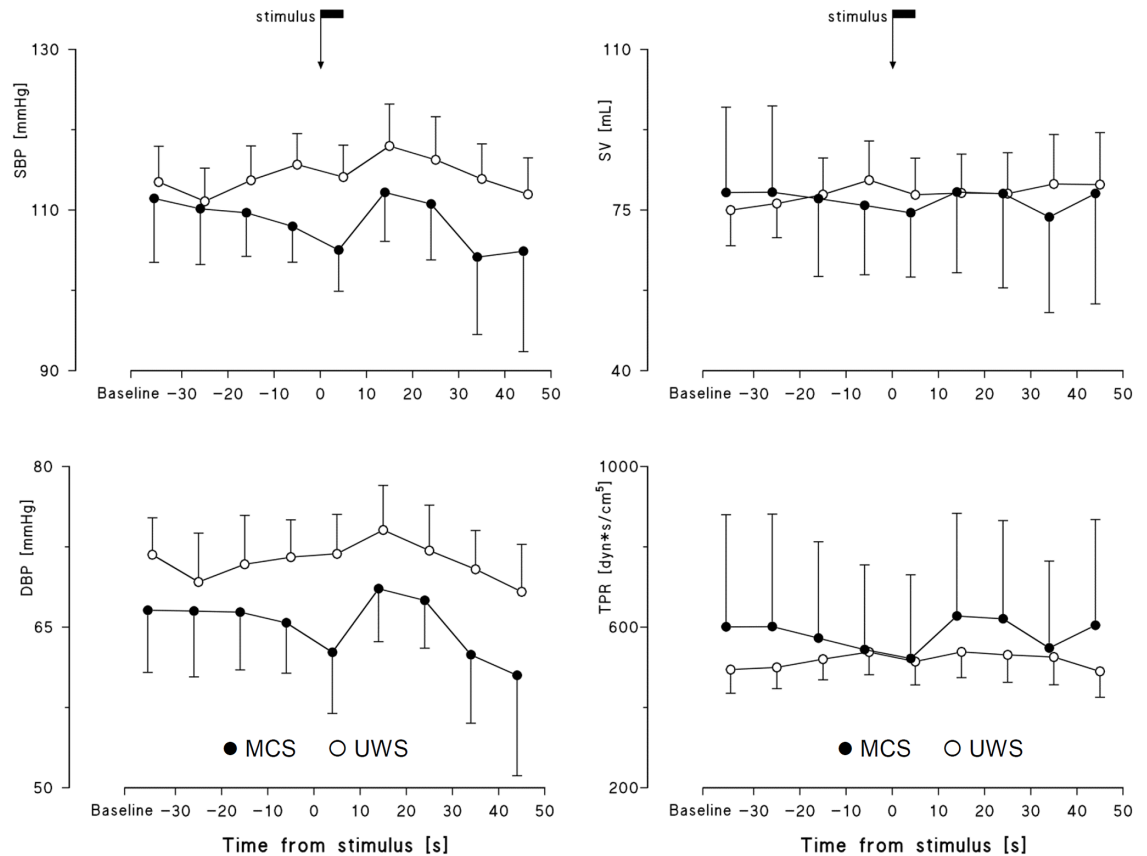 stimulus
130
110
90
SBP [mmHg]
Baseline −30 −20 −10 0 10 20 30 40 50
stimulus
110
75
40
SV [mL]
Baseline −30 −20 −10 0 10 20 30 40 50
80
65
50
DBP [mmHg]
MCS UWS
Baseline −30 −20 −10 0 10 20 30 40 50
Time from stimulus [s]
1000
600
200
TPR [dyn*s/cm⁵]
MCS UWS
Baseline −30 −20 −10 0 10 20 30 40 50
Time from stimulus [s]